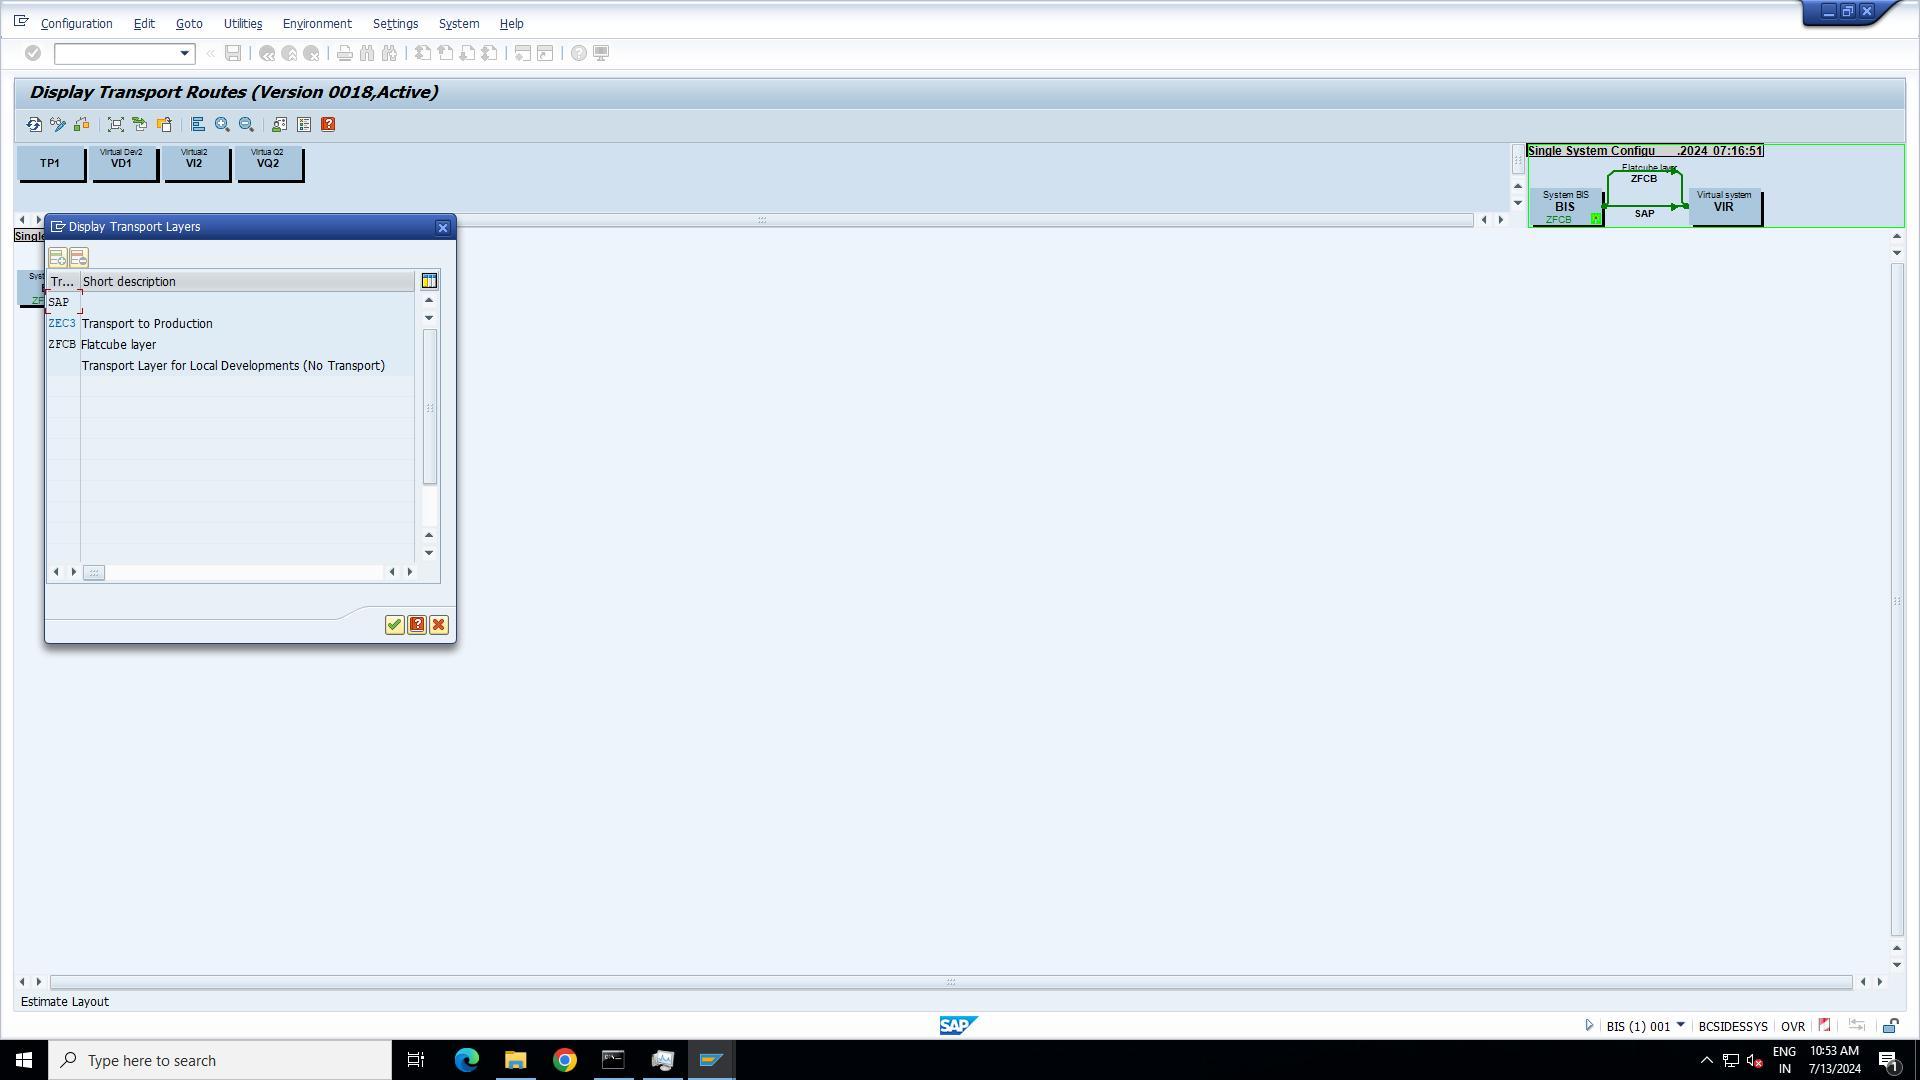 Configuration Edit Goto Utilities Environment Settings System Help
Display Transport Routes (Version 0018,Active)
TP1
Virtual Dev2
VD1
Virtual2
VI2
Virtua Q2
VQ2
Single System Configu .2024 07:16:51
Flatcube layer
ZFCB
System BIS
BIS
ZFCB
SAP
Virtual system
VIR
Single
Syst
ZF
Display Transport Layers
Tr... Short description
SAP
ZEC3 Transport to Production
ZFCB Flatcube layer
Transport Layer for Local Developments (No Transport)
Estimate Layout
SAP
BIS (1) 001 BCSIDESSYS OVR
Type here to search
ENG
IN
10:53 AM
7/13/2024
1